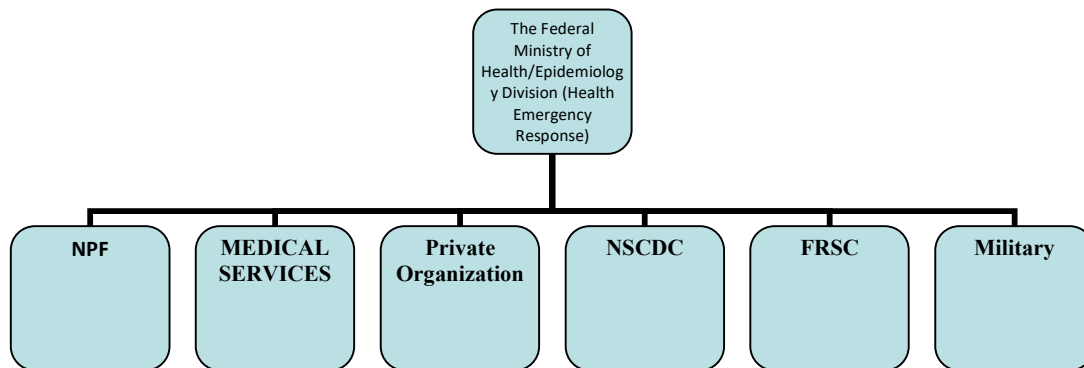 The Federal
Ministry of
Health/Epidemiolog
y Division (Health
Emergency
Response)
NPF
MEDICAL
SERVICES
Private
Organization
NSCDC
FRSC
Military